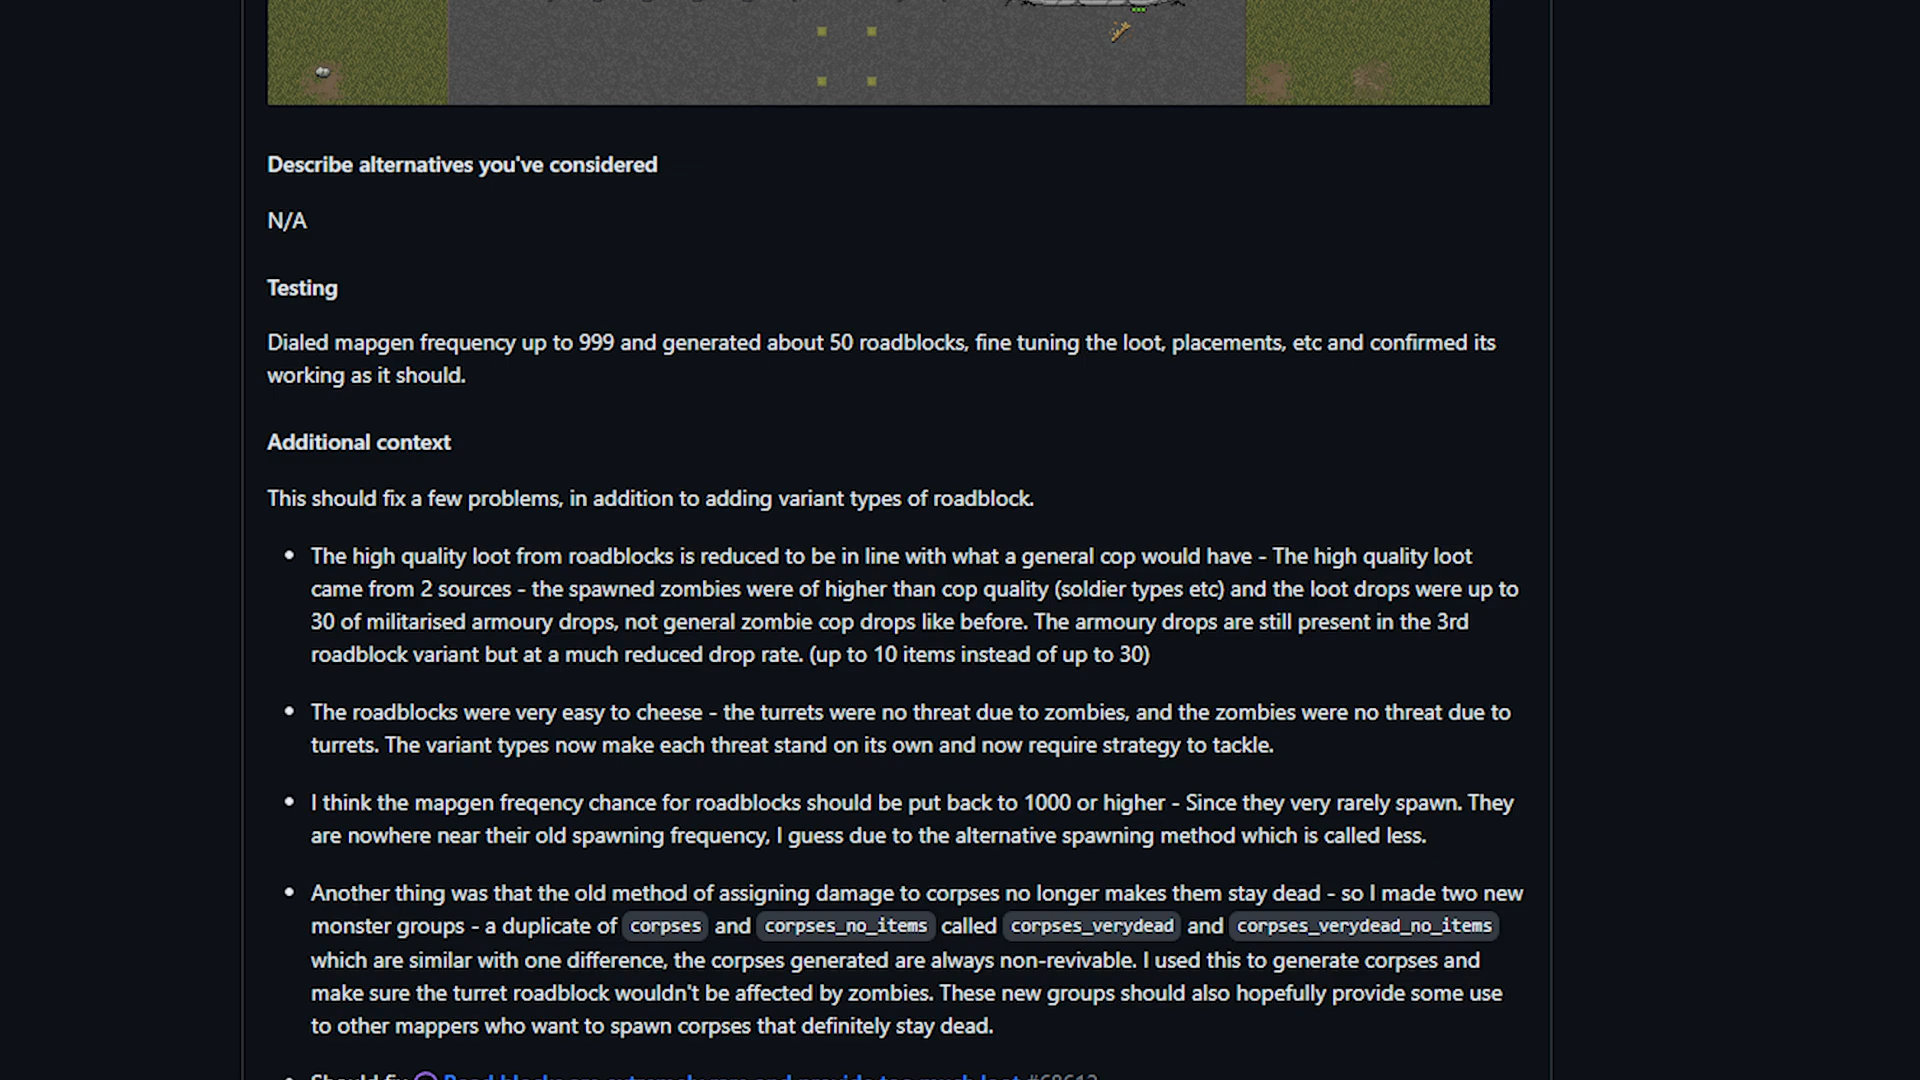 Describe alternatives you've considered
N/A
Testing
Dialed mapgen frequency up to 999 and generated about 50 roadblocks, fine tuning the loot, placements, etc and confirmed its
working as it should.
Additional context
This should fix a few problems, in addition to adding variant types of roadblock.
• The high quality loot from roadblocks is reduced to be in line with what a general cop would have - The high quality loot
came from 2 sources - the spawned zombies were of higher than cop quality (soldier types etc) and the loot drops were up to
30 of militarised armoury drops, not general zombie cop drops like before. The armoury drops are still present in the 3rd
roadblock variant but at a much reduced drop rate. (up to 10 items instead of up to 30)
• The roadblocks were very easy to cheese - the turrets were no threat due to zombies, and the zombies were no threat due to
turrets. The variant types now make each threat stand on its own and now require strategy to tackle.
• I think the mapgen freqency chance for roadblocks should be put back to 1000 or higher - Since they very rarely spawn. They
are nowhere near their old spawning frequency, I guess due to the alternative spawning method which is called less.
• Another thing was that the old method of assigning damage to corpses no longer makes them stay dead - so I made two new
monster groups - a duplicate of corpses and corpses_no_items called corpses_verydead and corpses_verydead_no_items
which are similar with one difference, the corpses generated are always non-revivable. I used this to generate corpses and
make sure the turret roadblock wouldn't be affected by zombies. These new groups should also hopefully provide some use
to other mappers who want to spawn corpses that definitely stay dead.
• Should fix Road blocks are extremely rare and provide too much loot #68612